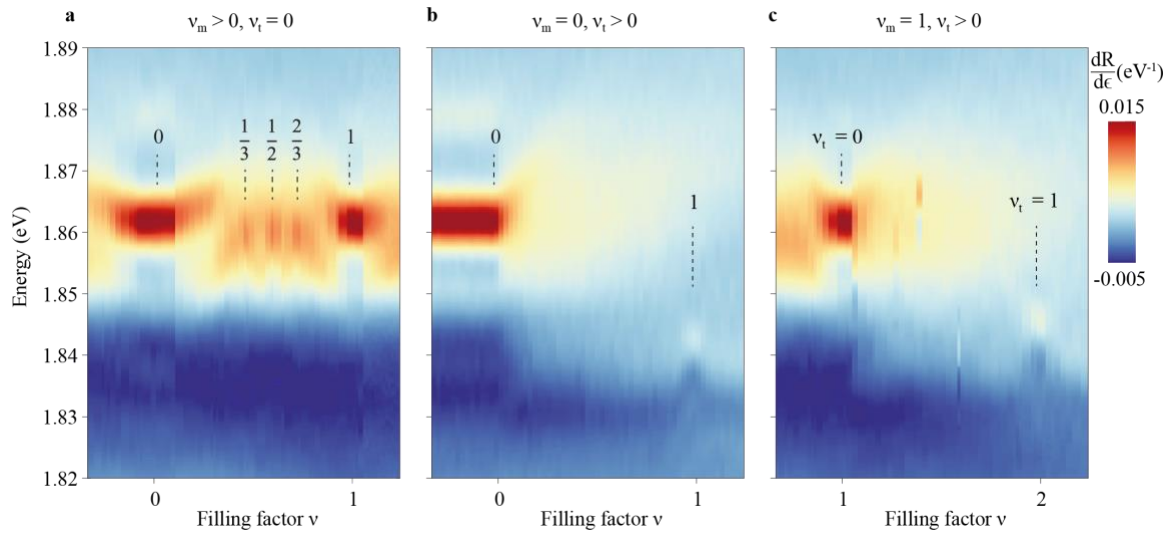 a
νm > 0, νt = 0
b
νm = 0, νt > 0
c
νm = 1, νt > 0
1.89
1.88
1.87
1.86
1.85
1.84
1.83
1.82
Energy (eV)
0
1/3
1/2
2/3
1
0
1
νt = 0
νt = 1
dR/dϵ (eV-1)
0.015
-0.005
0
1
0
1
1
2
Filling factor ν
Filling factor ν
Filling factor ν